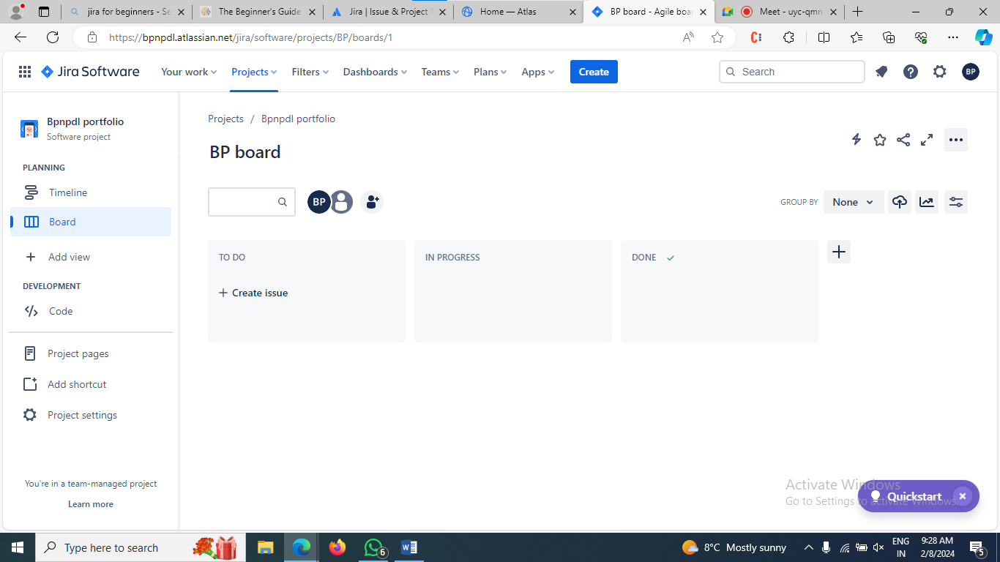 jira for beginners - Se
The Beginner's Guide
Jira | Issue & Project T
Home — Atlas
BP board - Agile boar
Meet - uyc-qmn
https://bpnpdl.atlassian.net/jira/software/projects/BP/boards/1
Jira Software
Your work
Projects
Filters
Dashboards
Teams
Plans
Apps
Create
Search
BP
Bpnpdl portfolio
Software project
PLANNING
Timeline
Board
Add view
DEVELOPMENT
Code
Project pages
Add shortcut
Project settings
You're in a team-managed project
Learn more
Projects / Bpnpdl portfolio
BP board
BP
GROUP BY
None
TO DO
Create issue
IN PROGRESS
DONE
Activate Windows
Go to Settings to activate Windows.
Quickstart
Type here to search
6
8°C Mostly sunny
ENG
IN
9:28 AM
2/8/2024
5